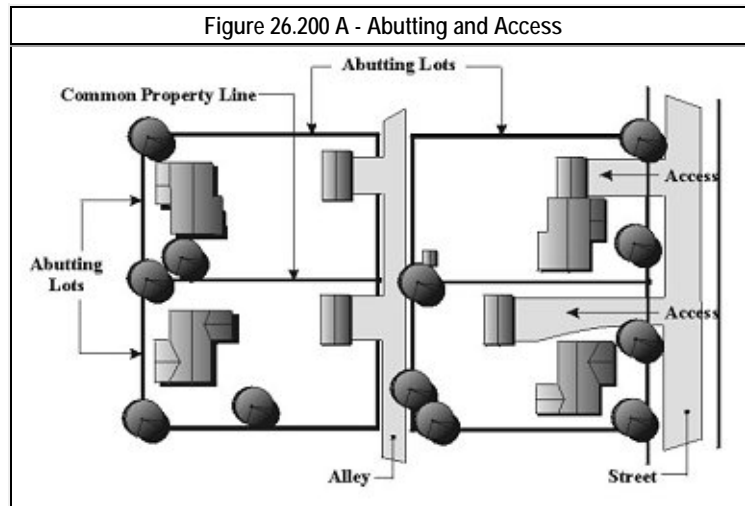 Figure 26.200 A - Abutting and Access
Abutting Lots
Common Property Line
Access
Abutting
Lots
Access
Alley
Street